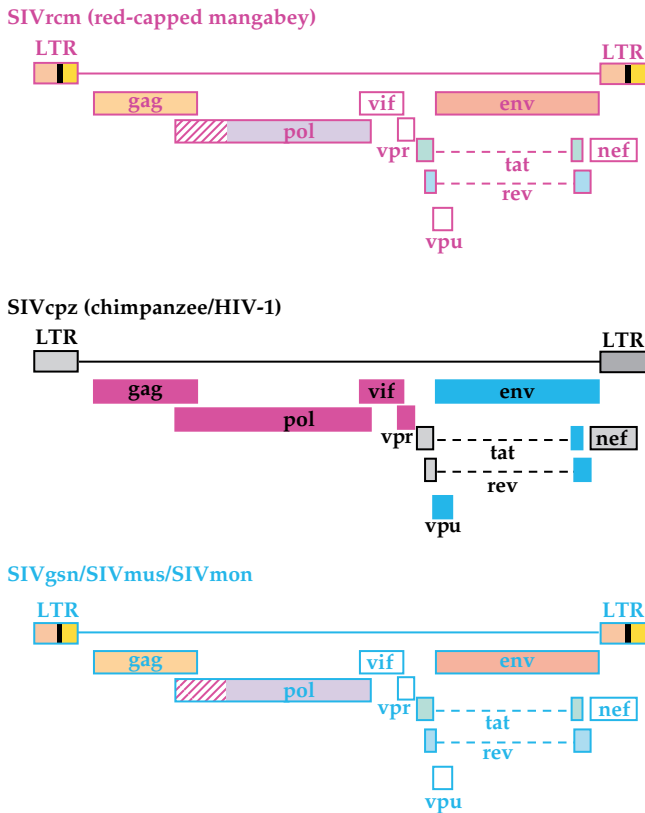 SIVrcm (red-capped mangabey)
LTR LTR
gag vif env
pol
vpr nef
tat
rev
vpu
SIVcpz (chimpanzee/HIV-1)
LTR LTR
gag vif env
pol
vpr nef
tat
rev
vpu
SIVgsn/SIVmus/SIVmon
LTR LTR
gag vif env
pol
vpr nef
tat
rev
vpu